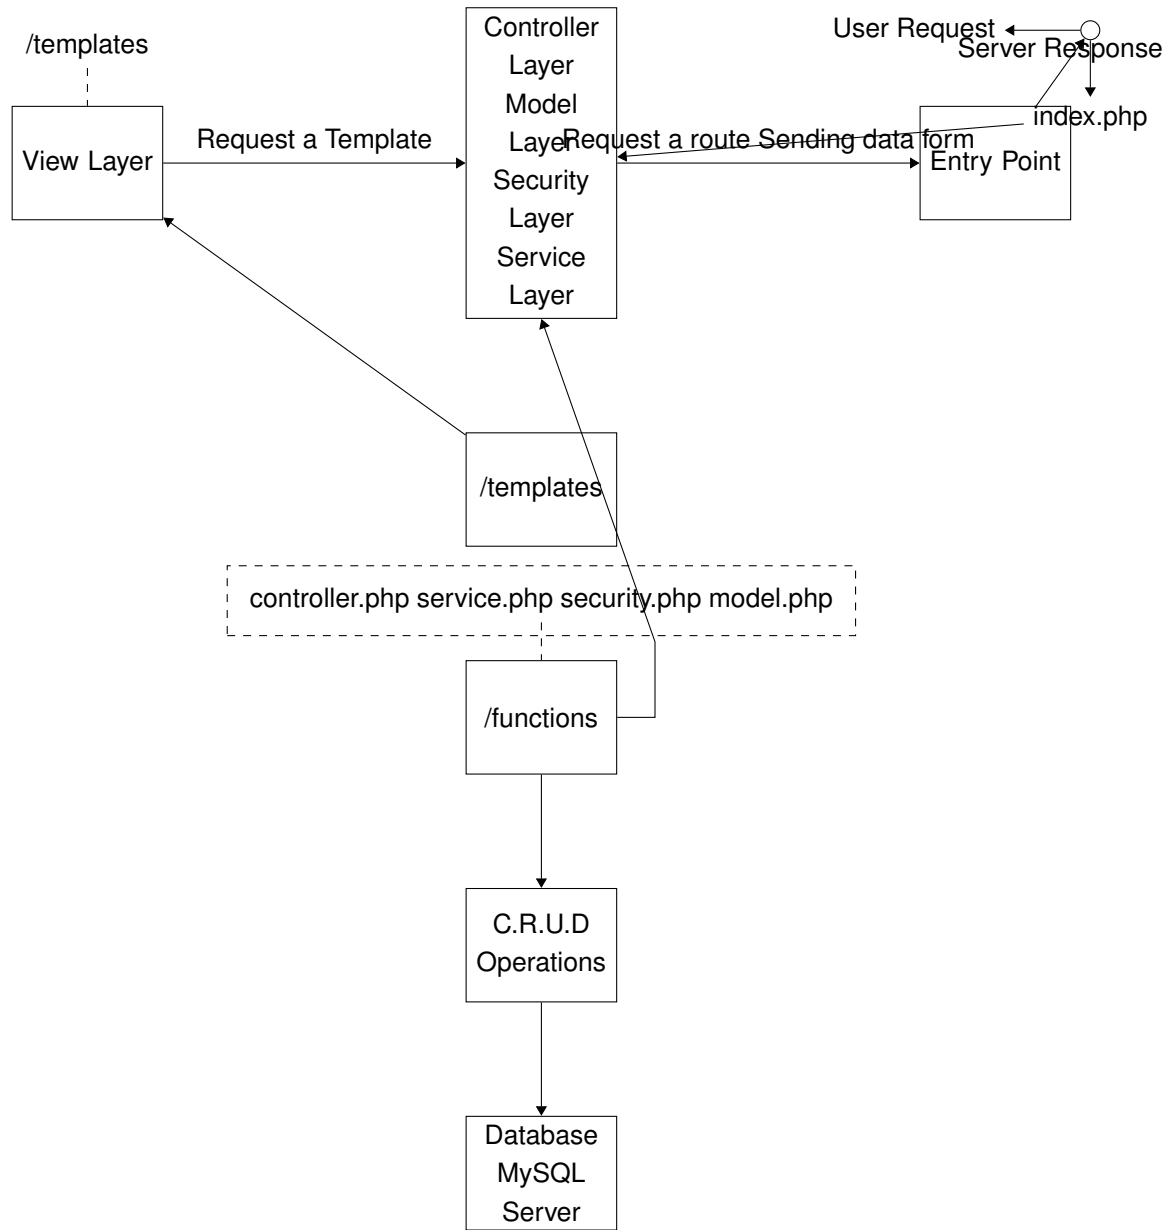 Controller
Layer
Model
Layer
Security
Layer
Service
Layer
User Request
Server Response
/templates
index.php
Request a Template
Request a route Sending data form
View Layer
Entry Point
/templates
controller.php service.php security.php model.php
/functions
C.R.U.D
Operations
Database
MySQL
Server